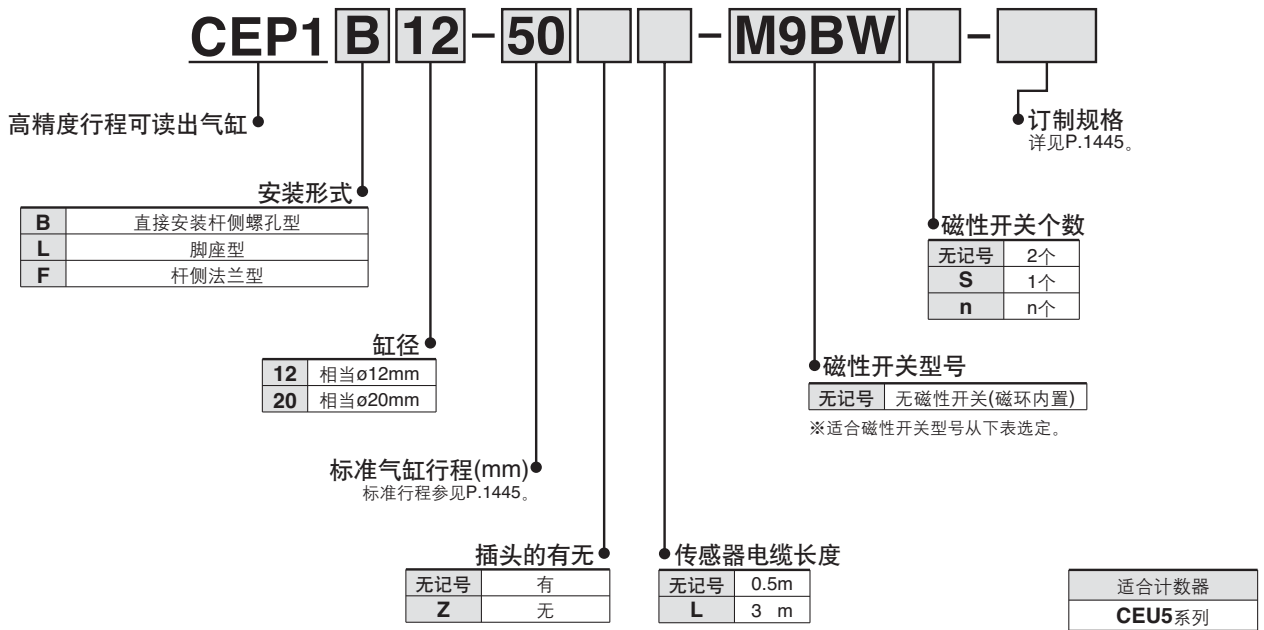 CEP1 B 12 - 50 - M9BW -
高精度行程可读出气缸
订制规格
详见P.1445。
安装形式
B 直接安装杆侧螺孔型
L 脚座型
F 杆侧法兰型
磁性开关个数
无记号 2个
S 1个
n n个
缸径
12 相当ø12mm
20 相当ø20mm
磁性开关型号
无记号 无磁性开关(磁环内置)
※适合磁性开关型号从下表选定。
标准气缸行程(mm)
标准行程参见P.1445。
插头的有无
无记号 有
Z 无
传感器电缆长度
无记号 0.5m
L 3 m
适合计数器
CEU5系列